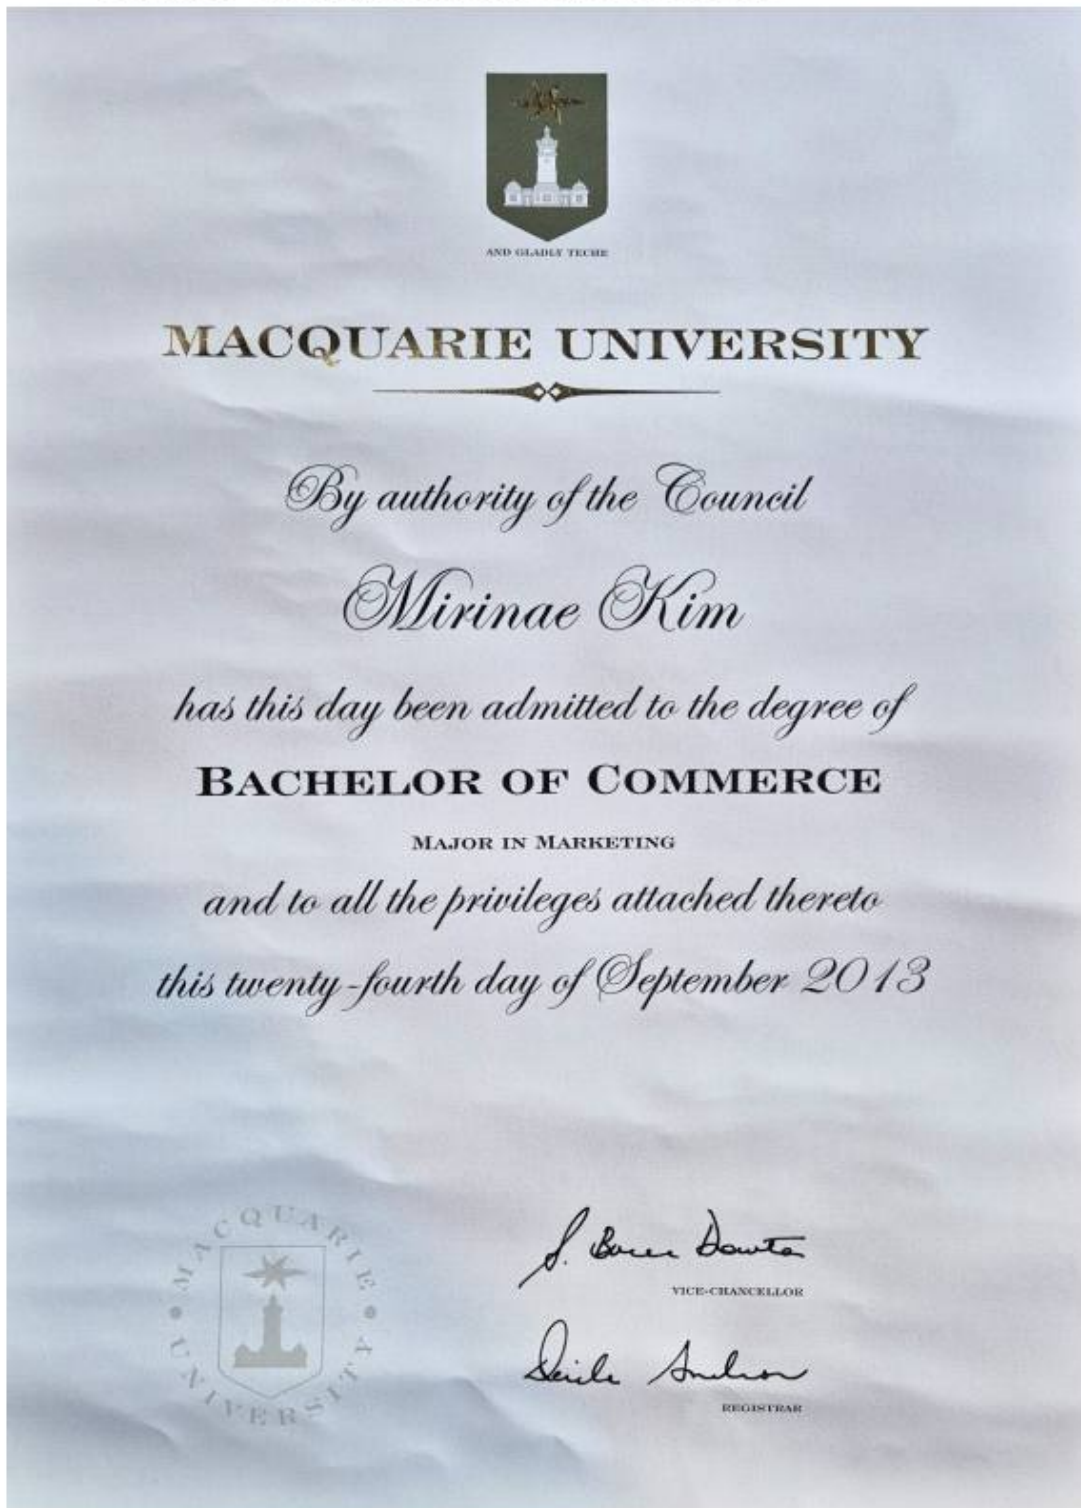 AND GLADLY TECHE
MACQUARIE UNIVERSITY
By authority of the Council
Mirinae Kim
has this day been admitted to the degree of
BACHELOR OF COMMERCE
MAJOR IN MARKETING
and to all the privileges attached thereto
this twenty-fourth day of September 2013
MACQUARIE UNIVERSITY
S.
VICE-CHANCELLOR
REGISTRAR